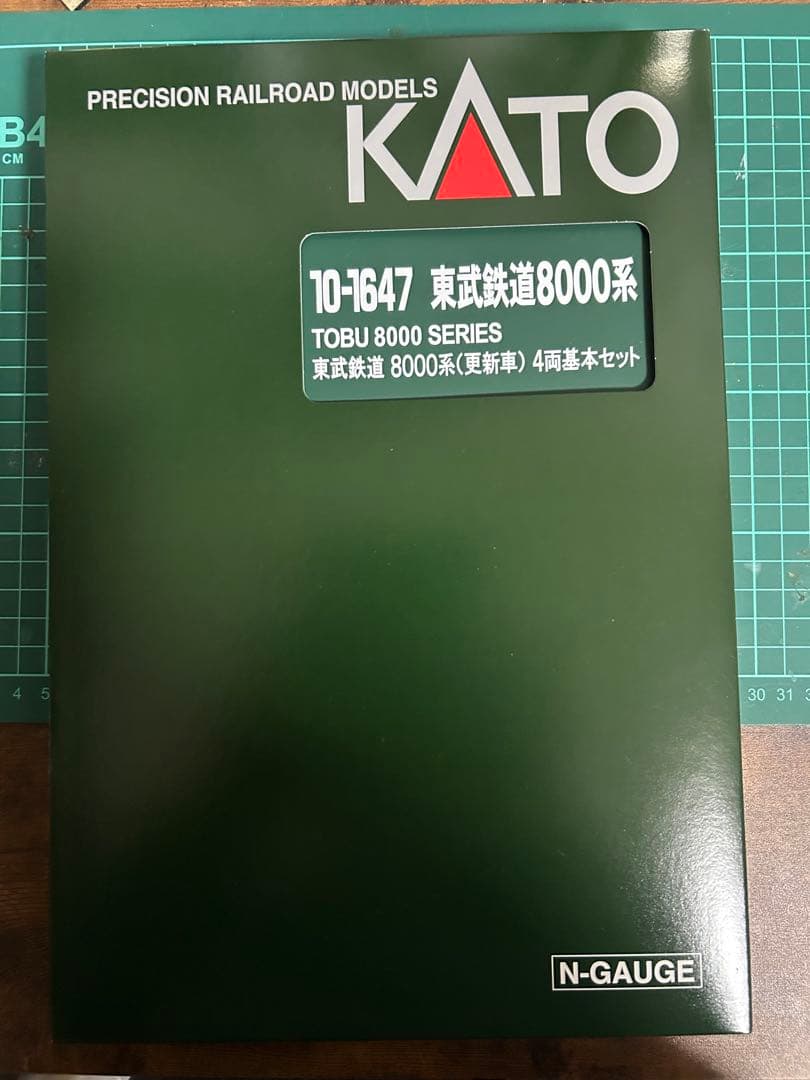 PRECISION RAILROAD MODELS
KATO
10-1647 東武鉄道8000系
TOBU 8000 SERIES
東武鉄道 8000系(更新車) 4両基本セット
N-GAUGE
B4
CM
4 5
30 31